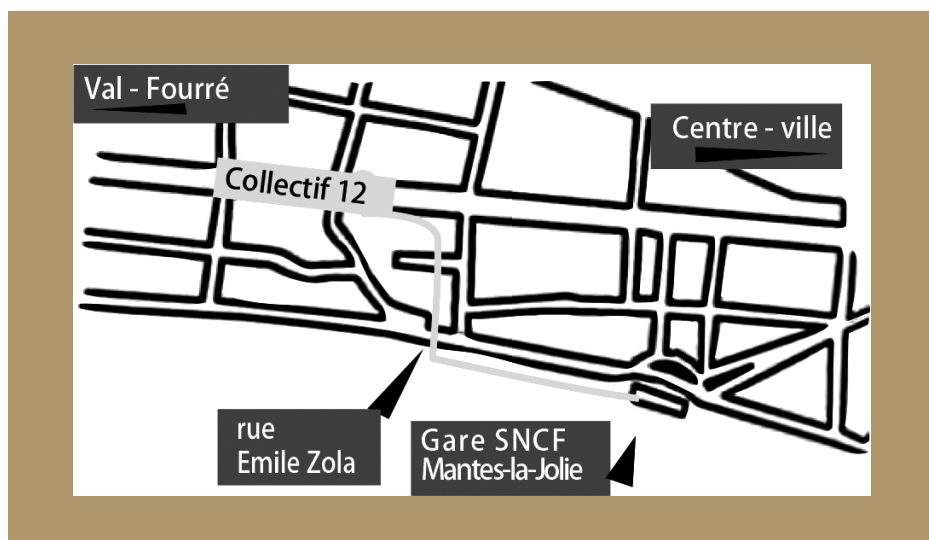 Val - Fourré
Centre - ville
Collectif 12
rue
Emile Zola
Gare SNCF
Mantes-la-Jolie